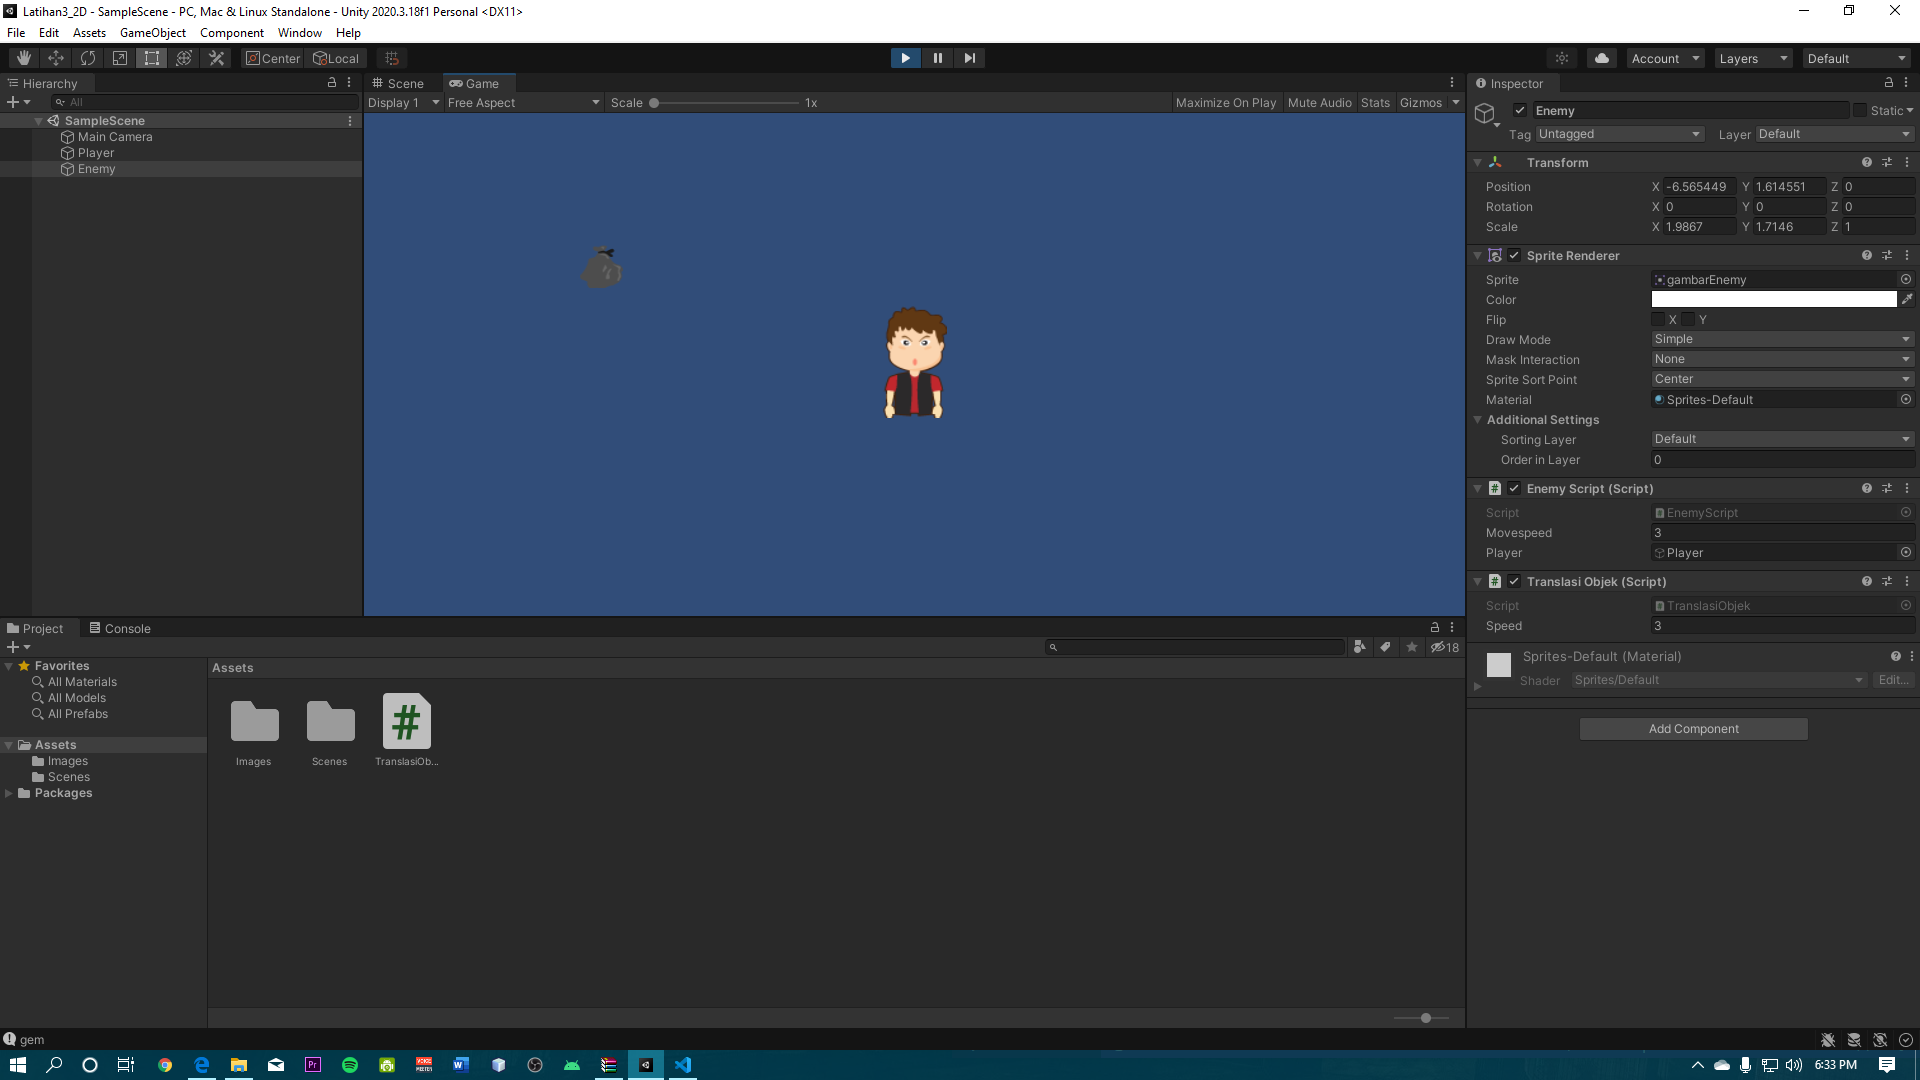 Latihan3_2D - SampleScene - PC, Mac & Linux Standalone - Unity 2020.3.18f1 Personal <DX11>
File Edit Assets GameObject Component Window Help
Center Local
Account Layers Default
Hierarchy
All
SampleScene
Main Camera
Player
Enemy
Scene Game
Display 1 Free Aspect Scale 1x Maximize On Play Mute Audio Stats Gizmos
Inspector
Enemy Static
Tag Untagged Layer Default
Transform
Position X -6.565449 Y 1.614551 Z 0
Rotation X 0 Y 0 Z 0
Scale X 1.9867 Y 1.7146 Z 1
Sprite Renderer
Sprite gambarEnemy
Color
Flip X Y
Draw Mode Simple
Mask Interaction None
Sprite Sort Point Center
Material Sprites-Default
Additional Settings
Sorting Layer Default
Order in Layer 0
Enemy Script (Script)
Script EnemyScript
Movespeed 3
Player Player
Translasi Objek (Script)
Script TranslasiObjek
Speed 3
Sprites-Default (Material)
Shader Sprites/Default Edit...
Add Component
Project Console
18
Favorites
All Materials
All Models
All Prefabs
Assets
Images
Scenes
Packages
Assets
Images Scenes TranslasiOb...
gem
6:33 PM